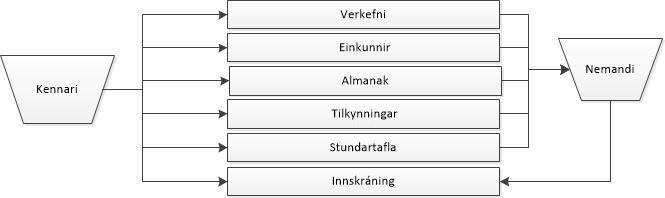 Kennari
Verkefni
Einkunnir
Almanak
Tilkynningar
Stundartafla
Innskráning
Nemandi